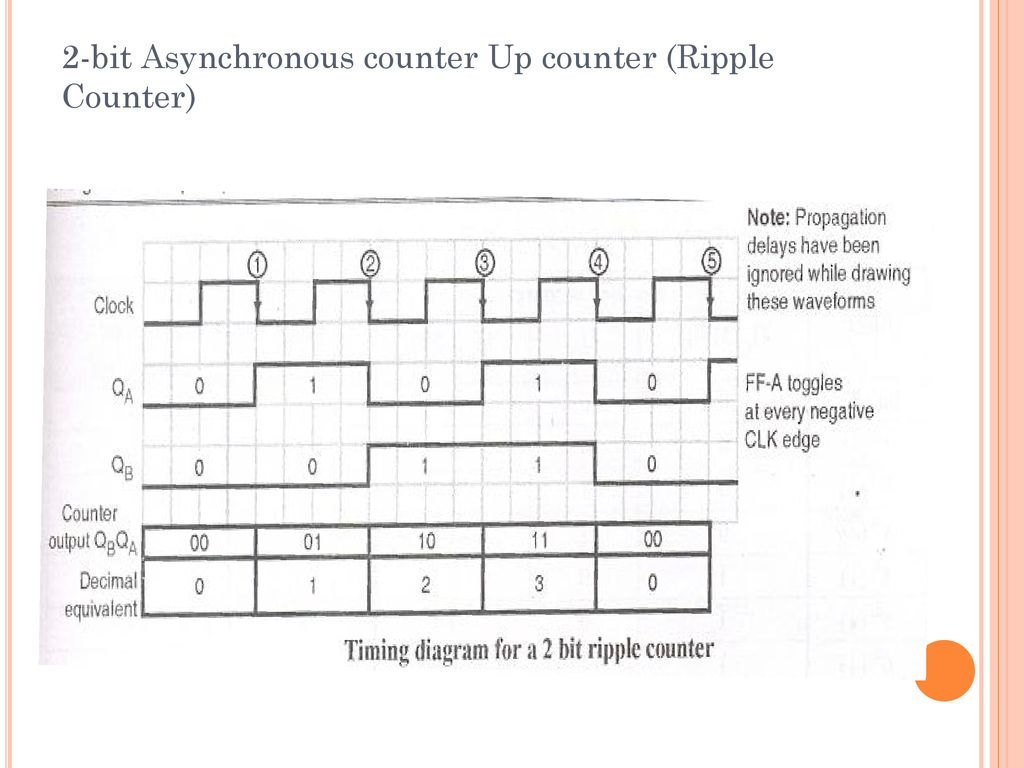 2-bit Asynchronous counter Up counter (Ripple
Counter)
Note: Propagation
delays have been
ignored while drawing
these waveforms
1 2 3 4 5
Clock
QA 0 1 0 1 0
FF-A toggles
at every negative
CLK edge
QB 0 0 1 1 0
Counter
output QBQA 00 01 10 11 00
Decimal
equivalent 0 1 2 3 0
Timing diagram for a 2 bit ripple counter